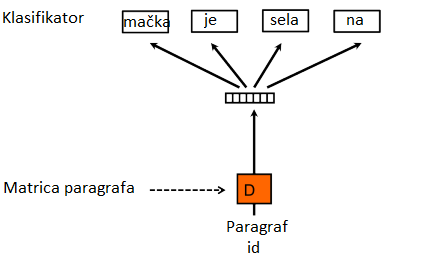 Klasifikator mačka je sela na
Matrica paragrafa D
Paragraf
id